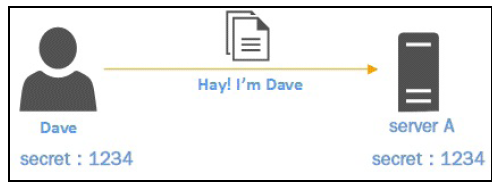 Hay! I'm Dave
Dave
server A
secret : 1234
secret : 1234